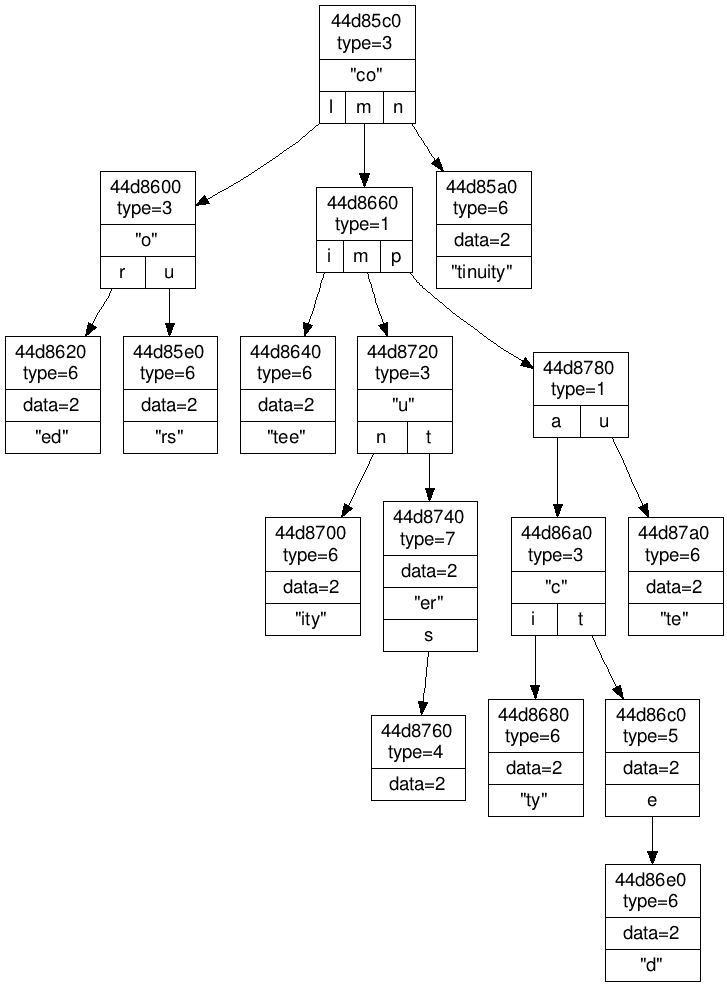 44d85c0
type=3
"co"
l m n
44d8600
type=3
"o"
r u
44d8660
type=1
i m p
44d85a0
type=6
data=2
"tinuity"
44d8620
type=6
data=2
"ed"
44d85e0
type=6
data=2
"rs"
44d8640
type=6
data=2
"tee"
44d8720
type=3
"u"
n t
44d8780
type=1
a u
44d8700
type=6
data=2
"ity"
44d8740
type=7
data=2
"er"
s
44d86a0
type=3
"c"
i t
44d87a0
type=6
data=2
"te"
44d8760
type=4
data=2
44d8680
type=6
data=2
"ty"
44d86c0
type=5
data=2
e
44d86e0
type=6
data=2
"d"